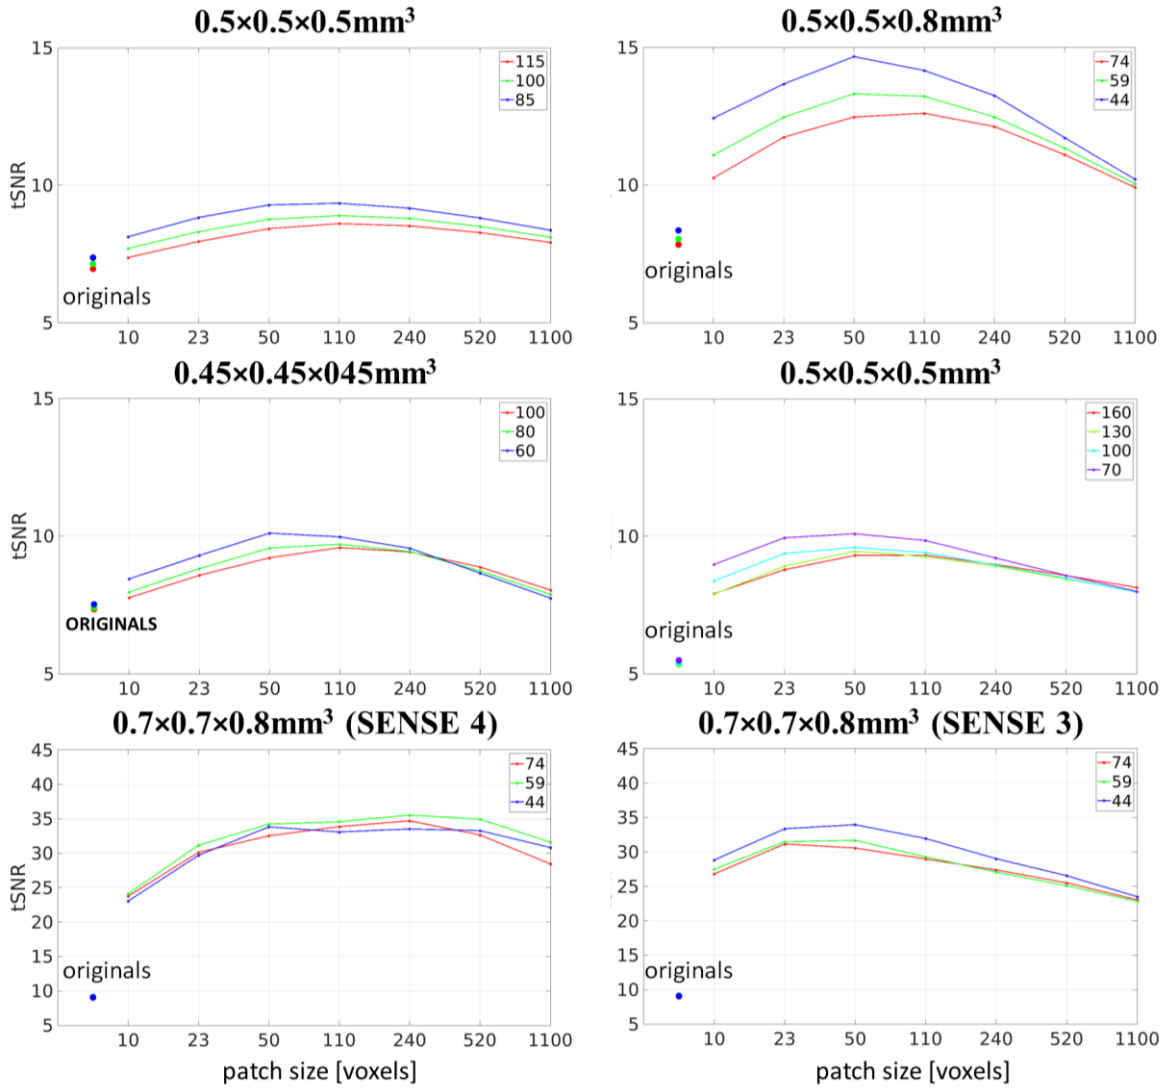 0.5×0.5×0.5mm³
0.5×0.5×0.8mm³
15
10
5
tSNR
115
100
85
originals
10 23 50 110 240 520 1100
15
10
5
74
59
44
originals
10 23 50 110 240 520 1100
0.45×0.45×045mm³
0.5×0.5×0.5mm³
15
10
5
tSNR
100
80
60
ORIGINALS
10 23 50 110 240 520 1100
15
10
5
160
130
100
70
originals
10 23 50 110 240 520 1100
0.7×0.7×0.8mm³ (SENSE 4)
0.7×0.7×0.8mm³ (SENSE 3)
45
40
35
30
25
20
15
10
5
tSNR
74
59
44
originals
10 23 50 110 240 520 1100
patch size [voxels]
45
40
35
30
25
20
15
10
5
74
59
44
originals
10 23 50 110 240 520 1100
patch size [voxels]